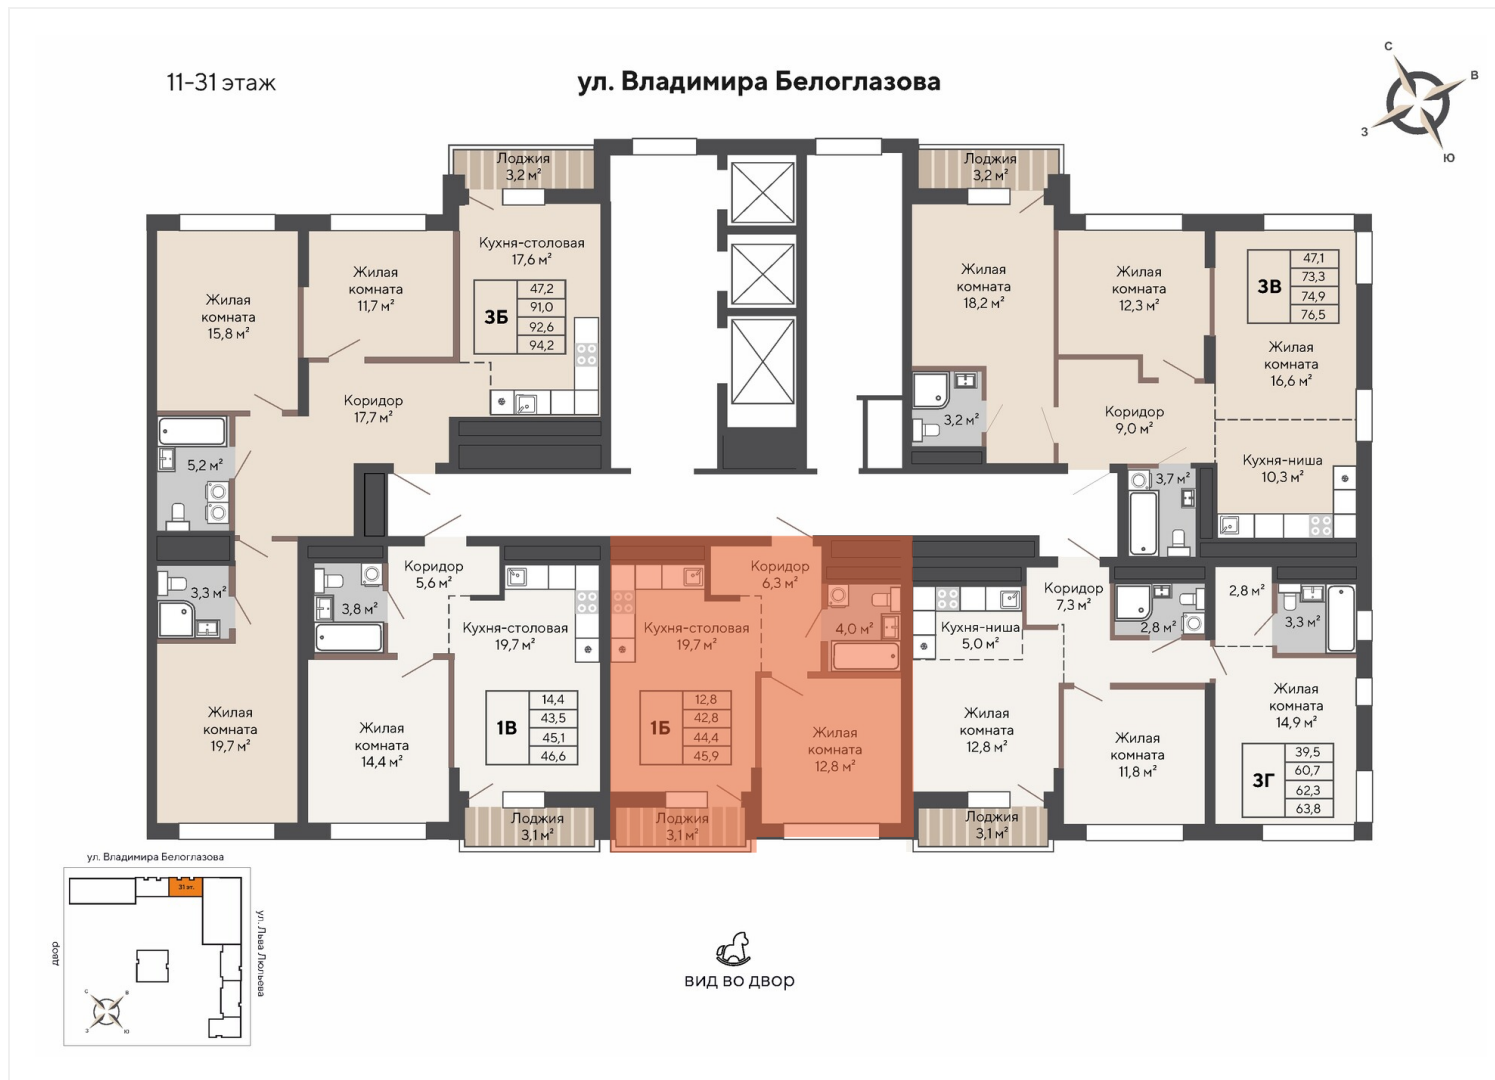 11-31 этаж
ул. Владимира Белоглазова
С
В
З
Ю
Лоджия
3,2 м²
Кухня-столовая
17,6 м²
3Б
47,2
91,0
92,6
94,2
Жилая
комната
11,7 м²
Жилая
комната
15,8 м²
Коридор
17,7 м²
5,2 м²
3,3 м²
Жилая
комната
19,7 м²
Лоджия
3,2 м²
Жилая
комната
18,2 м²
Жилая
комната
12,3 м²
3В
47,1
73,3
74,9
76,5
Жилая
комната
16,6 м²
3,2 м²
Коридор
9,0 м²
Кухня-ниша
10,3 м²
3,7 м²
Коридор
5,6 м²
3,8 м²
Кухня-столовая
19,7 м²
Жилая
комната
14,4 м²
1В
14,4
43,5
45,1
46,6
Лоджия
3,1 м²
Коридор
6,3 м²
4,0 м²
Кухня-столовая
19,7 м²
1Б
12,8
42,8
44,4
45,9
Жилая
комната
12,8 м²
Лоджия
3,1 м²
Коридор
7,3 м²
Кухня-ниша
5,0 м²
2,8 м²
2,8 м²
3,3 м²
Жилая
комната
12,8 м²
Жилая
комната
11,8 м²
Жилая
комната
14,9 м²
3Г
39,5
60,7
62,3
63,8
Лоджия
3,1 м²
ул. Владимира Белоглазова
31 эт.
двор
ул. Льва Люльева
С
В
З
Ю
вид во двор